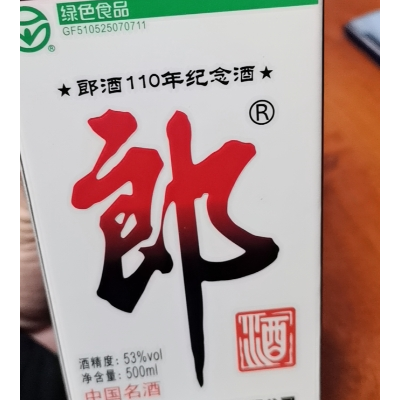 绿色食品
GF510525070711
®
★郎酒110年纪念酒★
郎®
酒
酒精度：53%vol
净含量：500ml
中国名酒